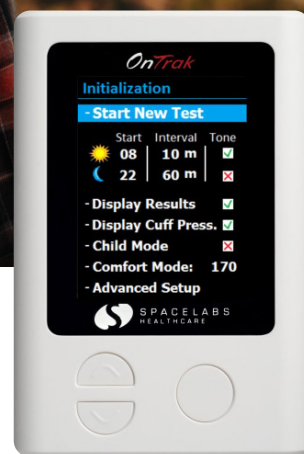 OnTrak
Initialization
- Start New Test
Start Interval Tone
08 10 m
22 60 m
- Display Results
- Display Cuff Press.
- Child Mode
- Comfort Mode: 170
- Advanced Setup
SPACELABS
HEALTHCARE